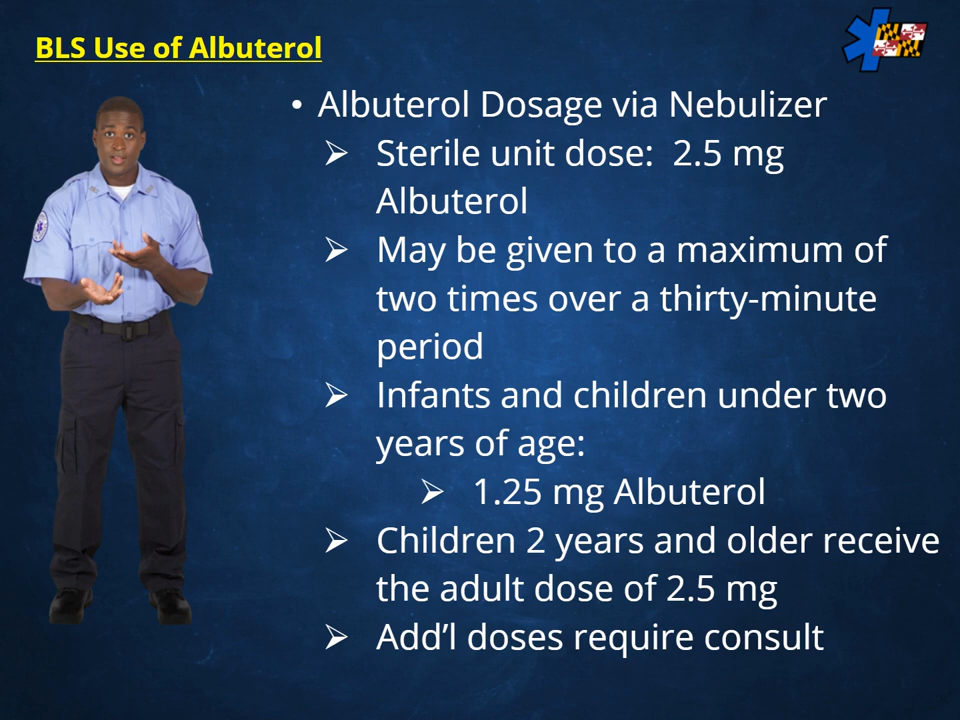 BLS Use of Albuterol
• Albuterol Dosage via Nebulizer
➢ Sterile unit dose:  2.5 mg
Albuterol
➢ May be given to a maximum of
two times over a thirty-minute
period
➢ Infants and children under two
years of age:
➢ 1.25 mg Albuterol
➢ Children 2 years and older receive
the adult dose of 2.5 mg
➢ Add’l doses require consult